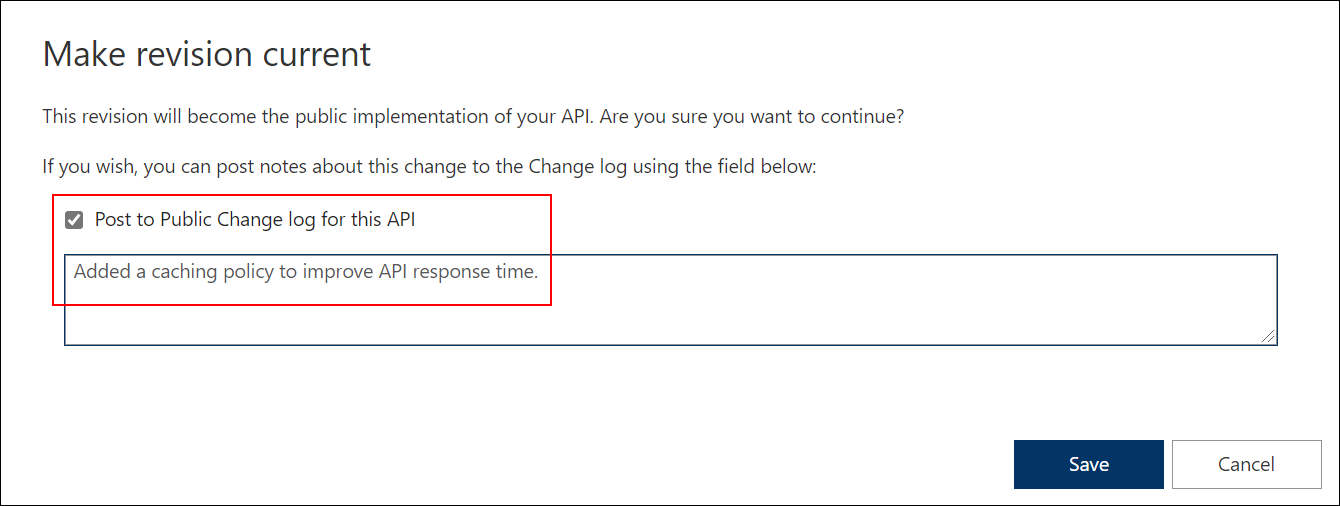 Make revision current
This revision will become the public implementation of your API. Are you sure you want to continue?
If you wish, you can post notes about this change to the Change log using the field below:
Post to Public Change log for this API
Added a caching policy to improve API response time.
Save
Cancel